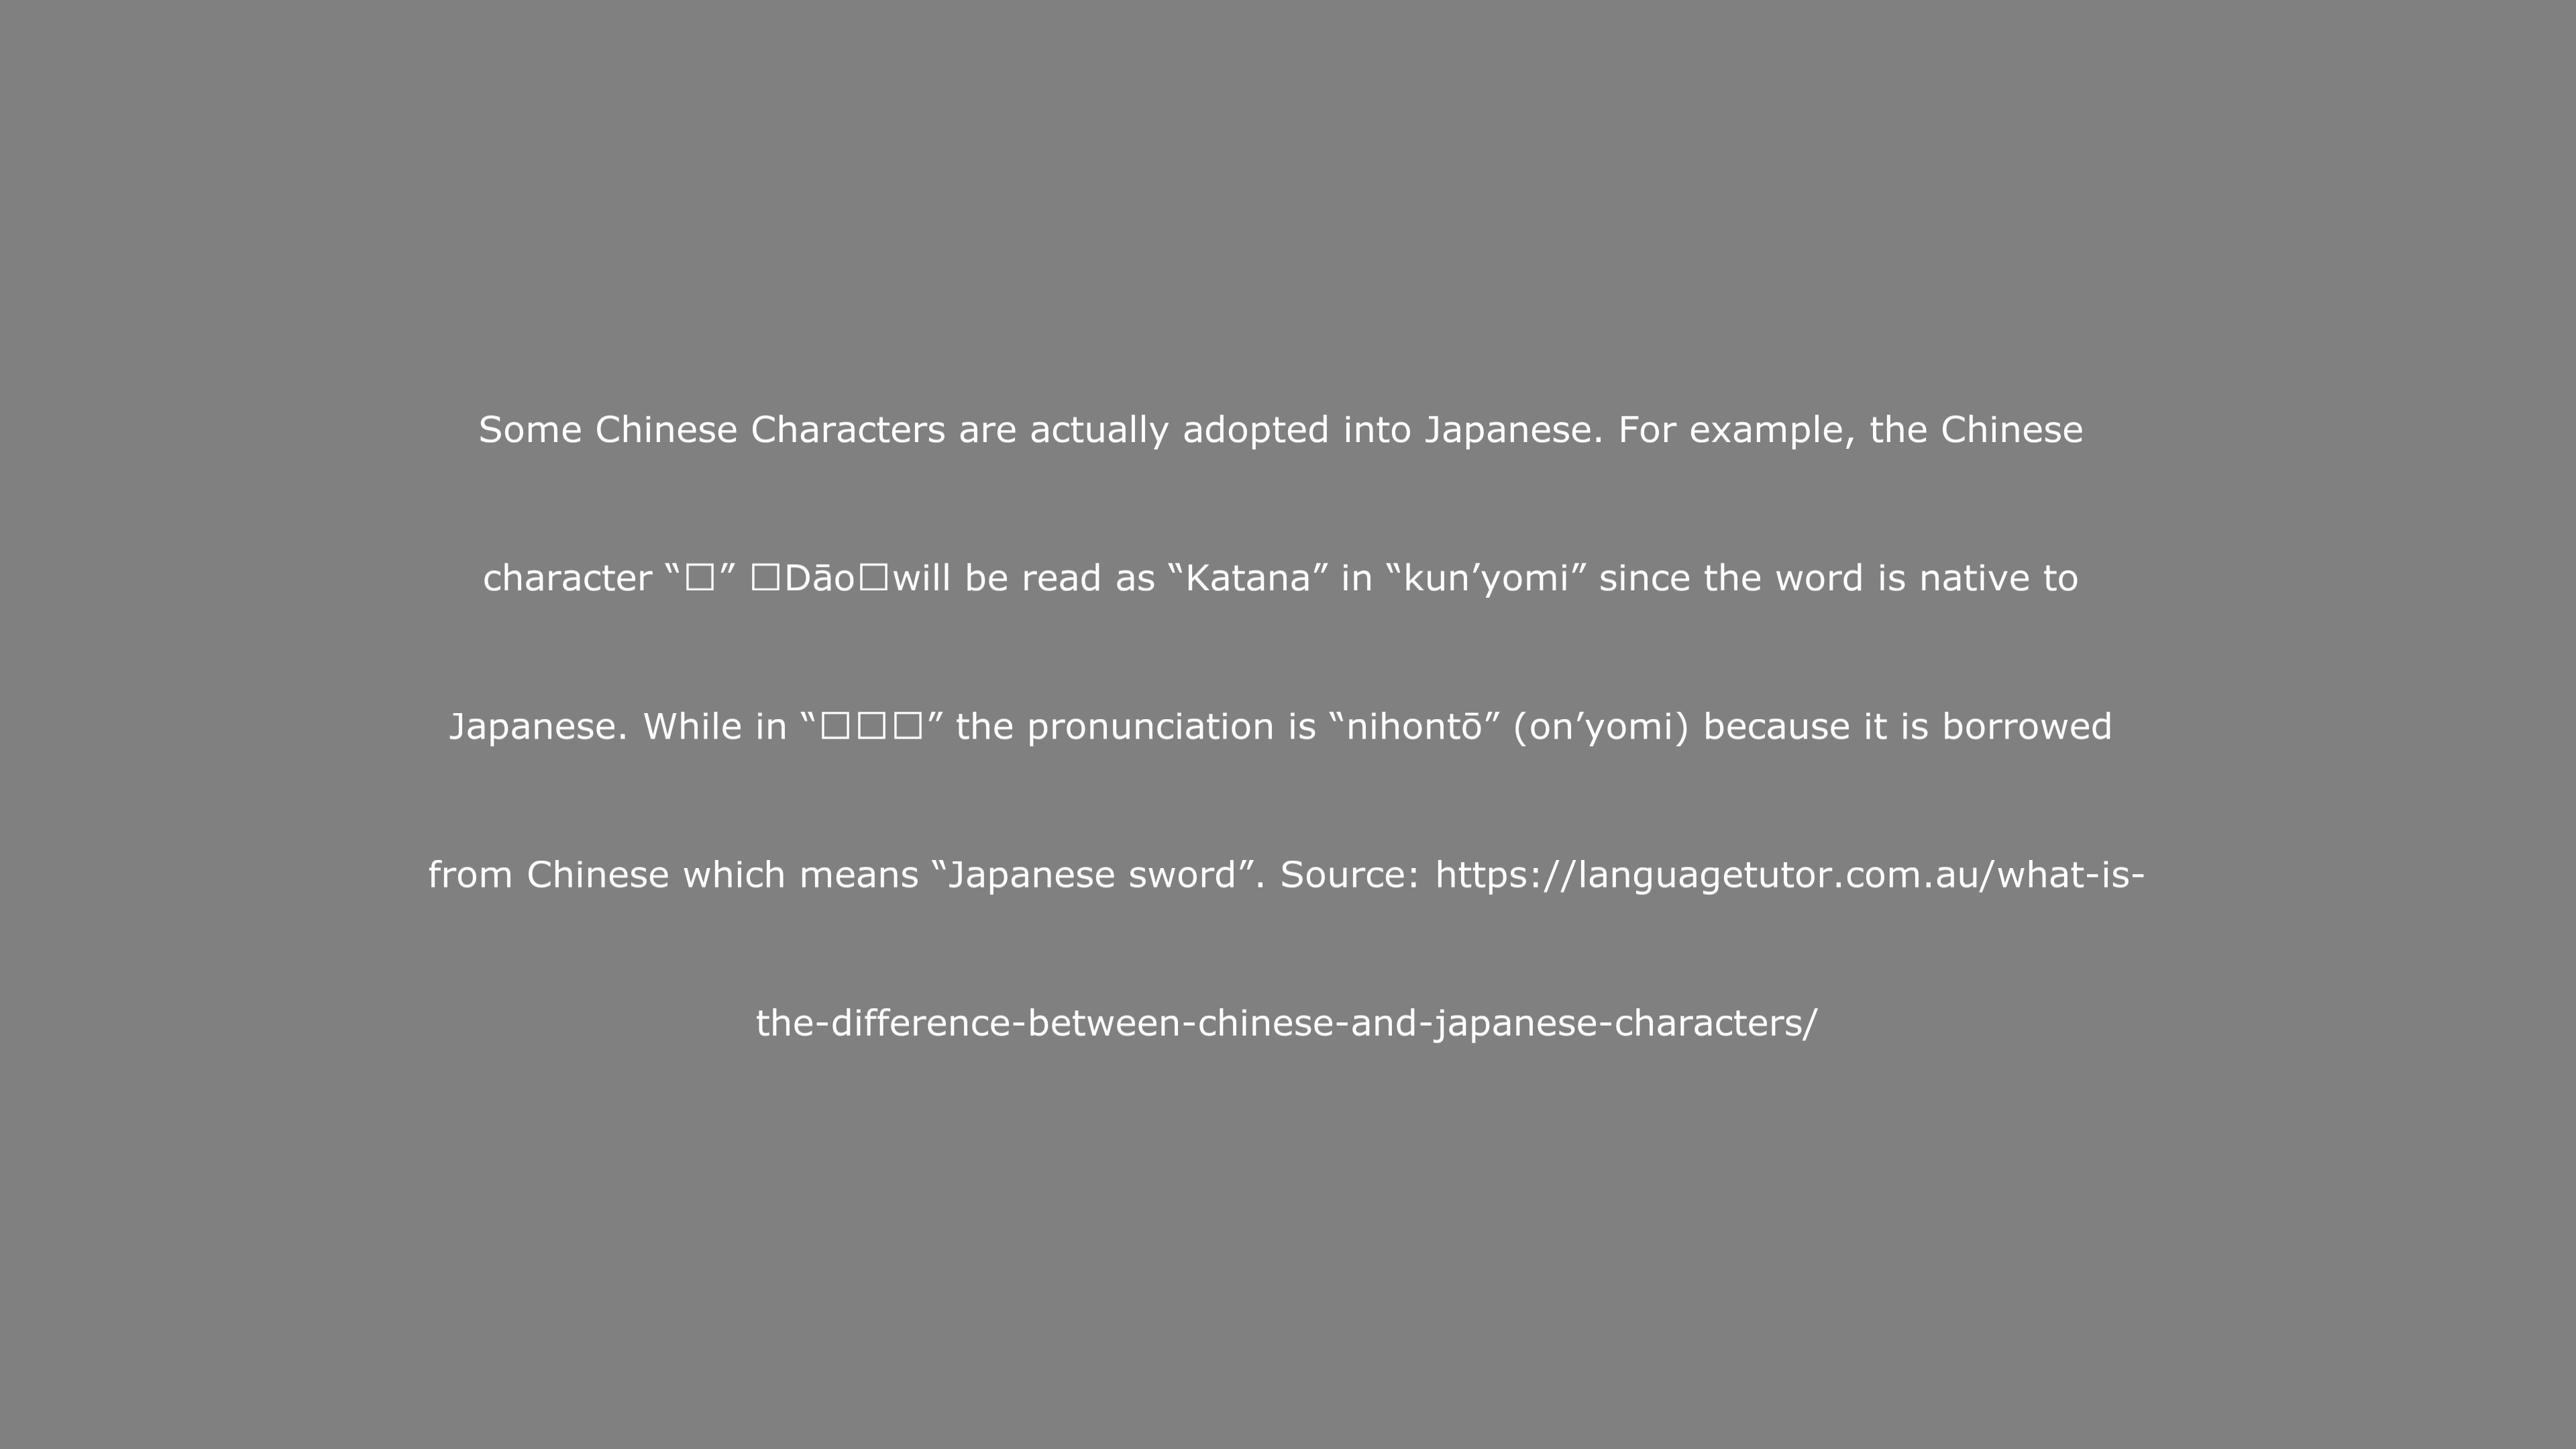 Some Chinese Characters are actually adopted into Japanese. For example, the Chinese
character “□” □Dāo□will be read as “Katana” in “kun’yomi” since the word is native to
Japanese. While in “□□□” the pronunciation is “nihontō” (on’yomi) because it is borrowed
from Chinese which means “Japanese sword”. Source: https://languagetutor.com.au/what-is-
the-difference-between-chinese-and-japanese-characters/